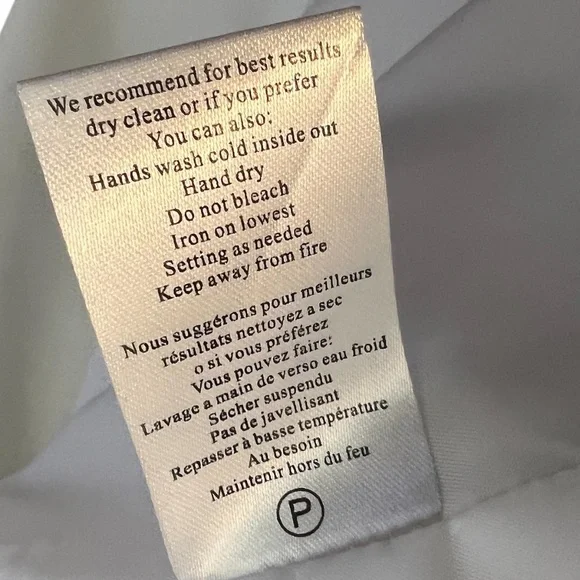 We recommend for best results
dry clean or if you prefer
You can also:
Hands wash cold inside out
Hand dry
Do not bleach
Iron on lowest
Setting as needed
Keep away from fire
Nous suggérons pour meilleurs
résultats nettoyez a sec
o si vous préférez
Vous pouvez faire:
Lavage a main de verso eau froid
Sécher suspendu
Pas de javellisant
Repasser à basse température
Au besoin
Maintenir hors du feu
P